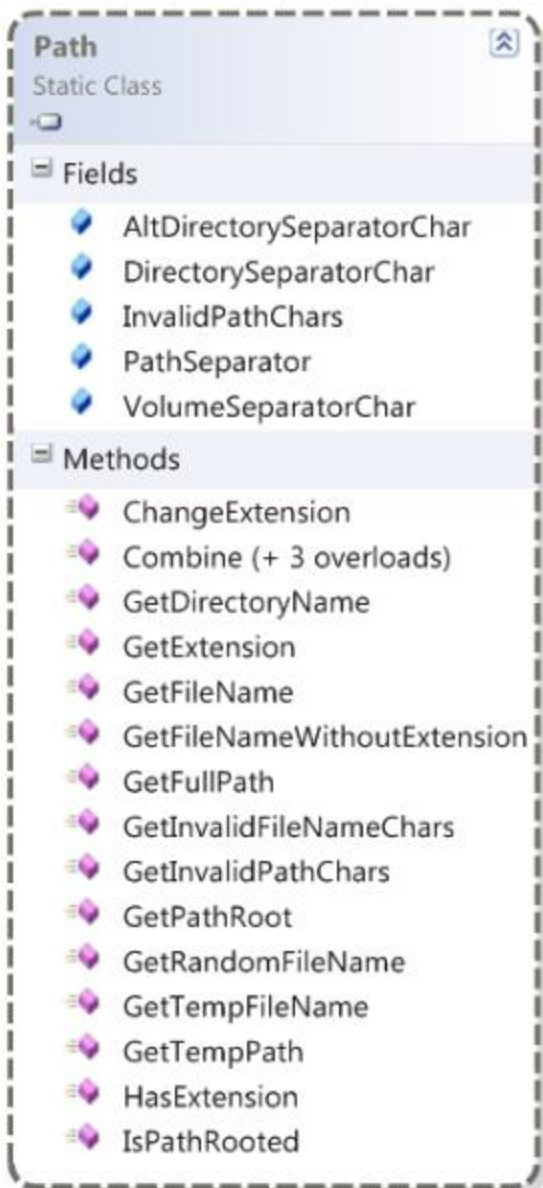 Path
Static Class
Fields
AltDirectorySeparatorChar
DirectorySeparatorChar
InvalidPathChars
PathSeparator
VolumeSeparatorChar
Methods
ChangeExtension
Combine (+ 3 overloads)
GetDirectoryName
GetExtension
GetFileName
GetFileNameWithoutExtension
GetFullPath
GetInvalidFileNameChars
GetInvalidPathChars
GetPathRoot
GetRandomFileName
GetTempFileName
GetTempPath
HasExtension
IsPathRooted